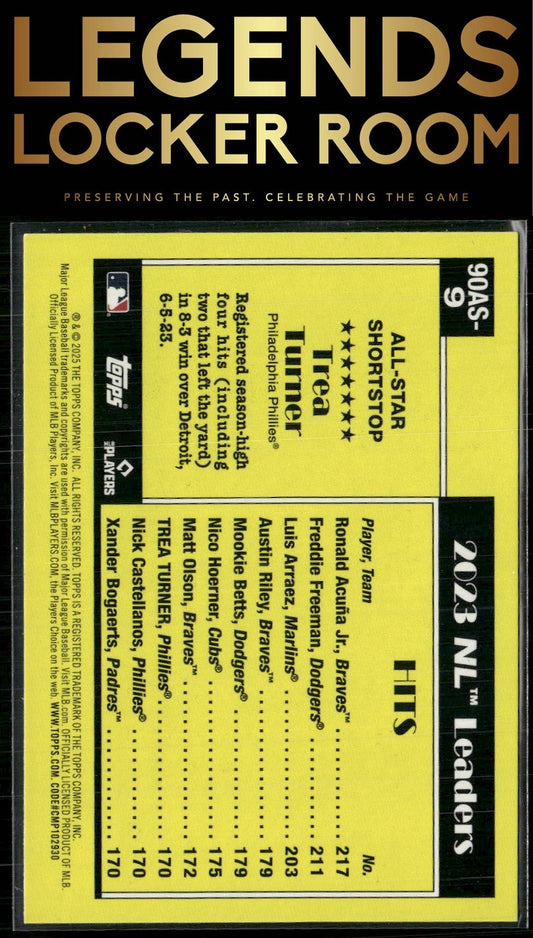 LEGENDS
LOCKER ROOM
PRESERVING THE PAST. CELEBRATING THE GAME
90AS-
9
ALL-STAR
SHORTSTOP
★★★★★★★
Trea
Turner
Philadelphia Phillies®
Registered season-high
four hits (including
two that left the yard)
in 8-3 win over Detroit,
6-5-23.
topps®
MLB PLAYERS
2023 NL™ Leaders
HITS
Player, Team No.
Ronald Acuña Jr., Braves™ 217
Freddie Freeman, Dodgers® 211
Luis Arraez, Marlins® 203
Austin Riley, Braves™ 179
Mookie Betts, Dodgers® 179
Nico Hoerner, Cubs® 175
Matt Olson, Braves™ 172
TREA TURNER, Phillies® 170
Nick Castellanos, Phillies® 170
Xander Bogaerts, Padres™ 170
® & © 2025 THE TOPPS COMPANY, INC. ALL RIGHTS RESERVED. TOPPS IS A REGISTERED TRADEMARK OF THE TOPPS COMPANY, INC.
Major League Baseball trademarks and copyrights are used with permission of Major League Baseball. Visit MLB.com. OFFICIALLY LICENSED PRODUCT OF MLB
Officially Licensed Product of MLB Players, Inc. Visit MLBPLAYERS.COM, the Players Choice on the web. WWW.TOPPS.COM. CODE#CMP102930